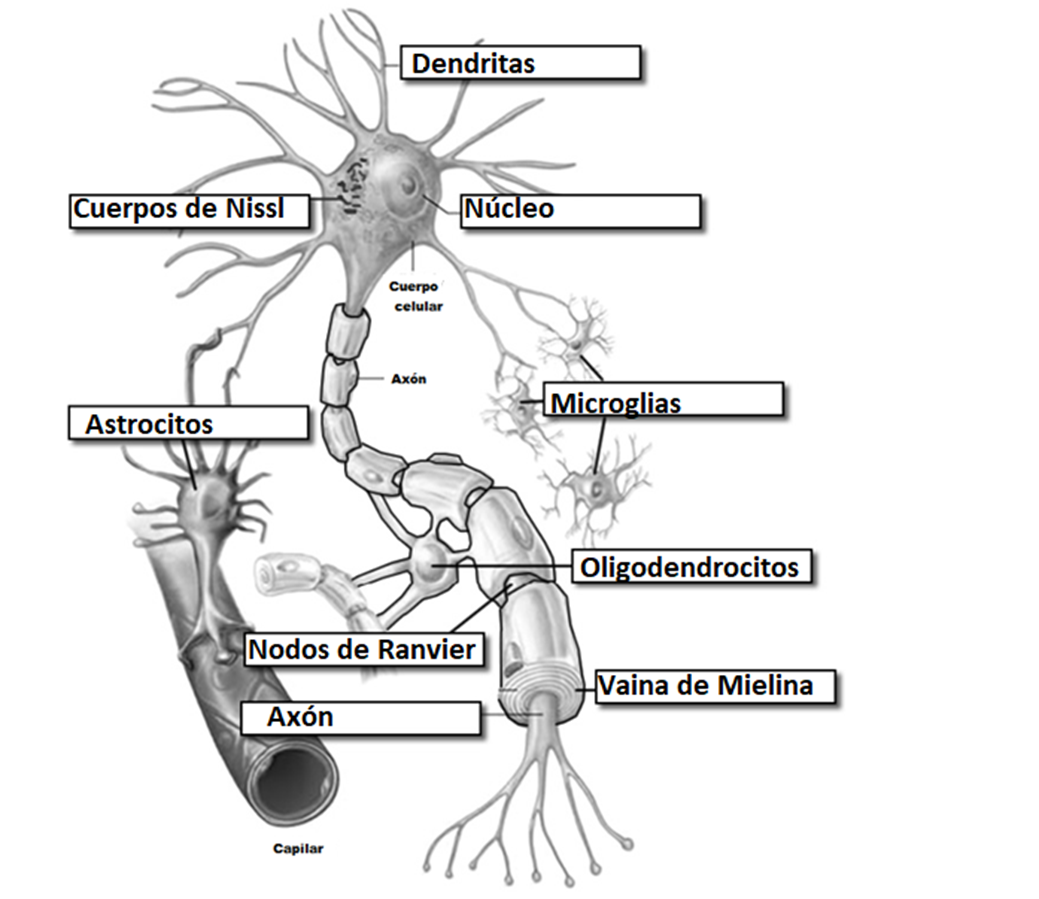 Dendritas
Cuerpos de Nissl
Núcleo
Cuerpo
celular
Axón
Microglias
Astrocitos
Oligodendrocitos
Nodos de Ranvier
Vaina de Mielina
Axón
Capilar